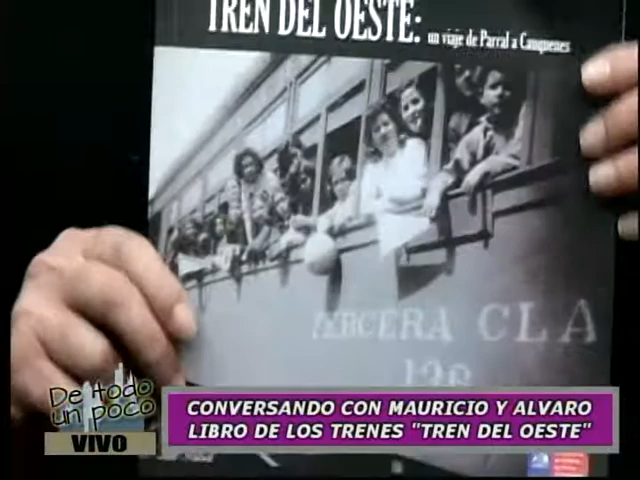 TREN DEL OESTE:
un viaje de Parral a Cauquenes
TERCERA CLA
De todo
un poco
VIVO
CONVERSANDO CON MAURICIO Y ALVARO
LIBRO DE LOS TRENES "TREN DEL OESTE"